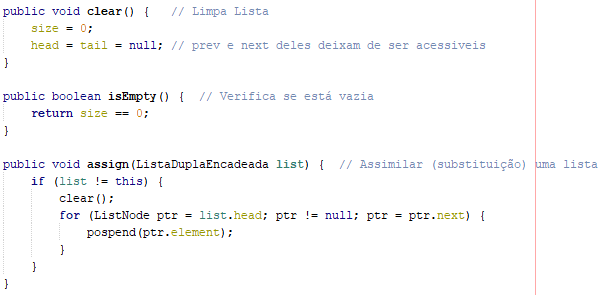 public void clear() {   // Limpa Lista
    size = 0;
    head = tail = null; // prev e next deles deixam de ser acessiveis
}

public boolean isEmpty() {  // Verifica se está vazia
    return size == 0;
}

public void assign(ListaDuplaEncadeada list) {  // Assimilar (substituição) uma lista
    if (list != this) {
        clear();
        for (ListNode ptr = list.head; ptr != null; ptr = ptr.next) {
            pospend(ptr.element);
        }
    }
}